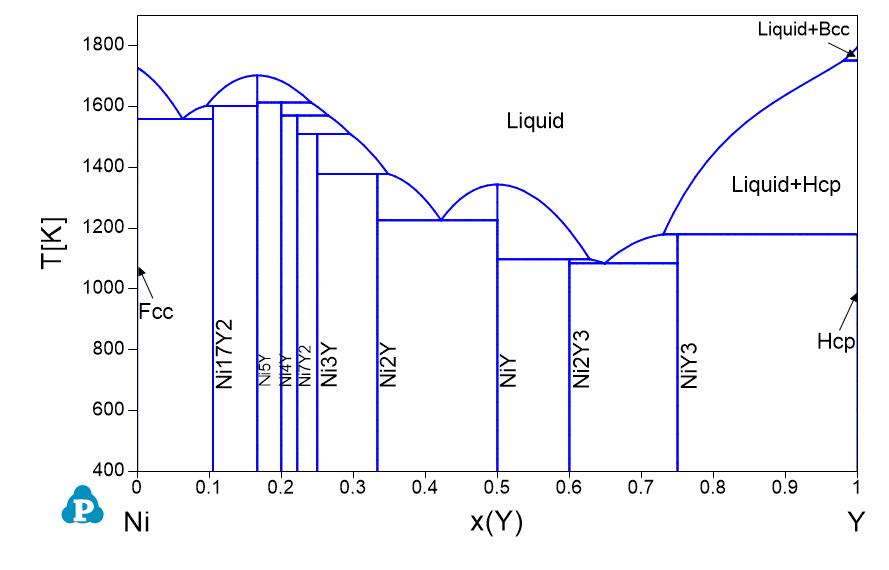 Liquid+Bcc
1800
1600
Liquid
1400
Liquid+Hcp
1200
T[K]
1000
Fcc
Hcp
800
Ni17Y2
Ni5Y
Ni4Y
Ni7Y2
Ni3Y
Ni2Y
NiY
Ni2Y3
NiY3
600
400
0 0.1 0.2 0.3 0.4 0.5 0.6 0.7 0.8 0.9 1
P
Ni x(Y) Y